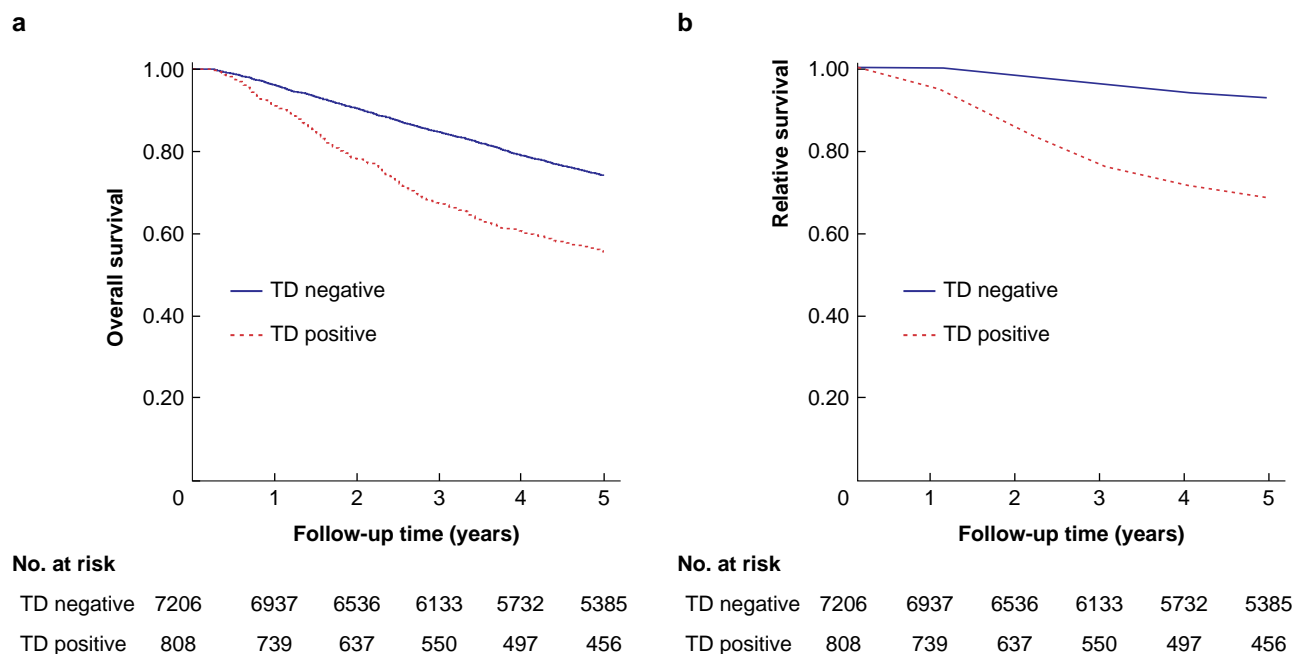 a
Overall survival
1.00
0.80
0.60
0.40
0.20
TD negative
TD positive
0 1 2 3 4 5
Follow-up time (years)
No. at risk
TD negative 7206 6937 6536 6133 5732 5385
TD positive 808 739 637 550 497 456
b
Relative survival
1.00
0.80
0.60
0.40
0.20
TD negative
TD positive
0 1 2 3 4 5
Follow-up time (years)
No. at risk
TD negative 7206 6937 6536 6133 5732 5385
TD positive 808 739 637 550 497 456